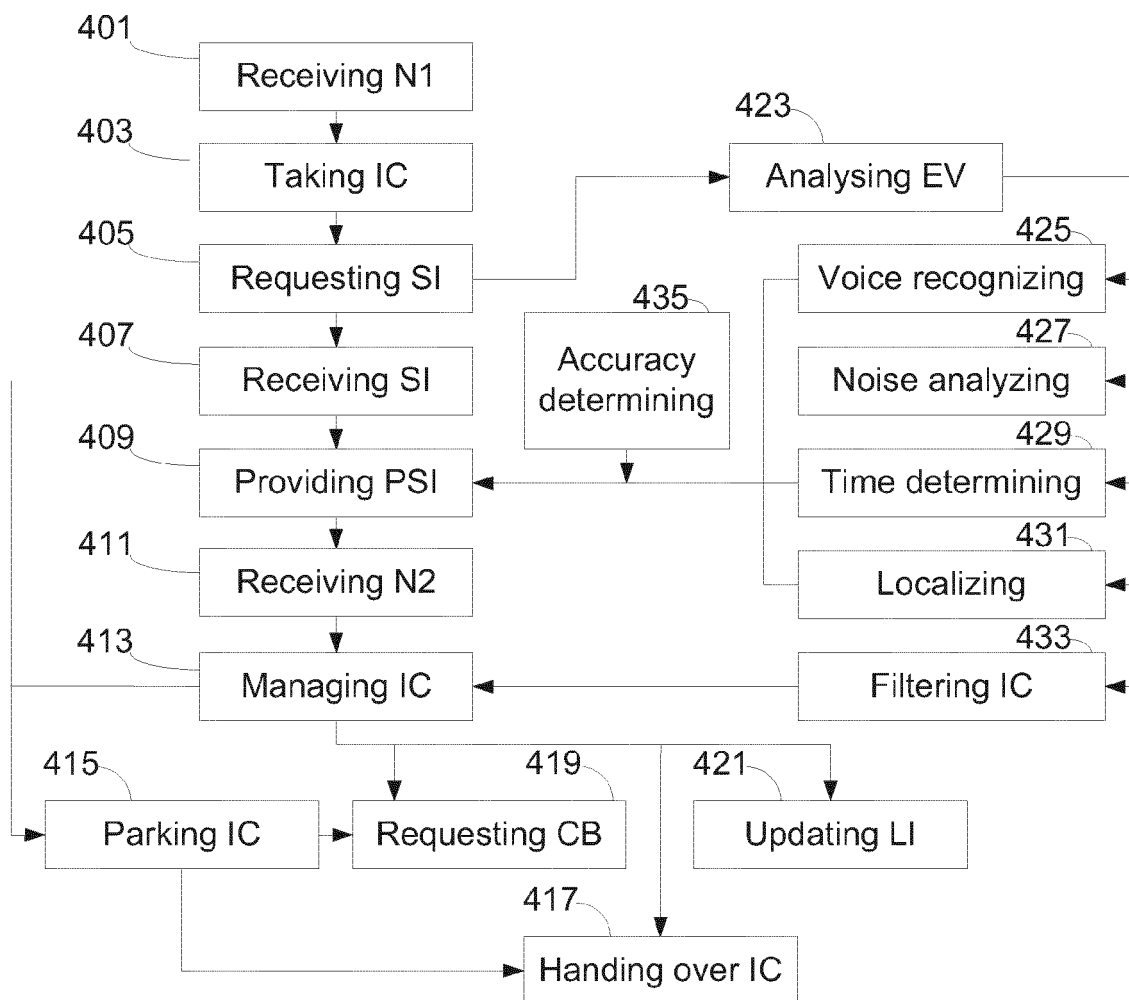 401
Receiving N1
403
Taking IC
423
Analysing EV
405
Requesting SI
425
Voice recognizing
435
Accuracy
determining
407
Receiving SI
427
Noise analyzing
409
Providing PSI
429
Time determining
411
Receiving N2
431
Localizing
413
Managing IC
433
Filtering IC
415
Parking IC
419
Requesting CB
421
Updating LI
417
Handing over IC